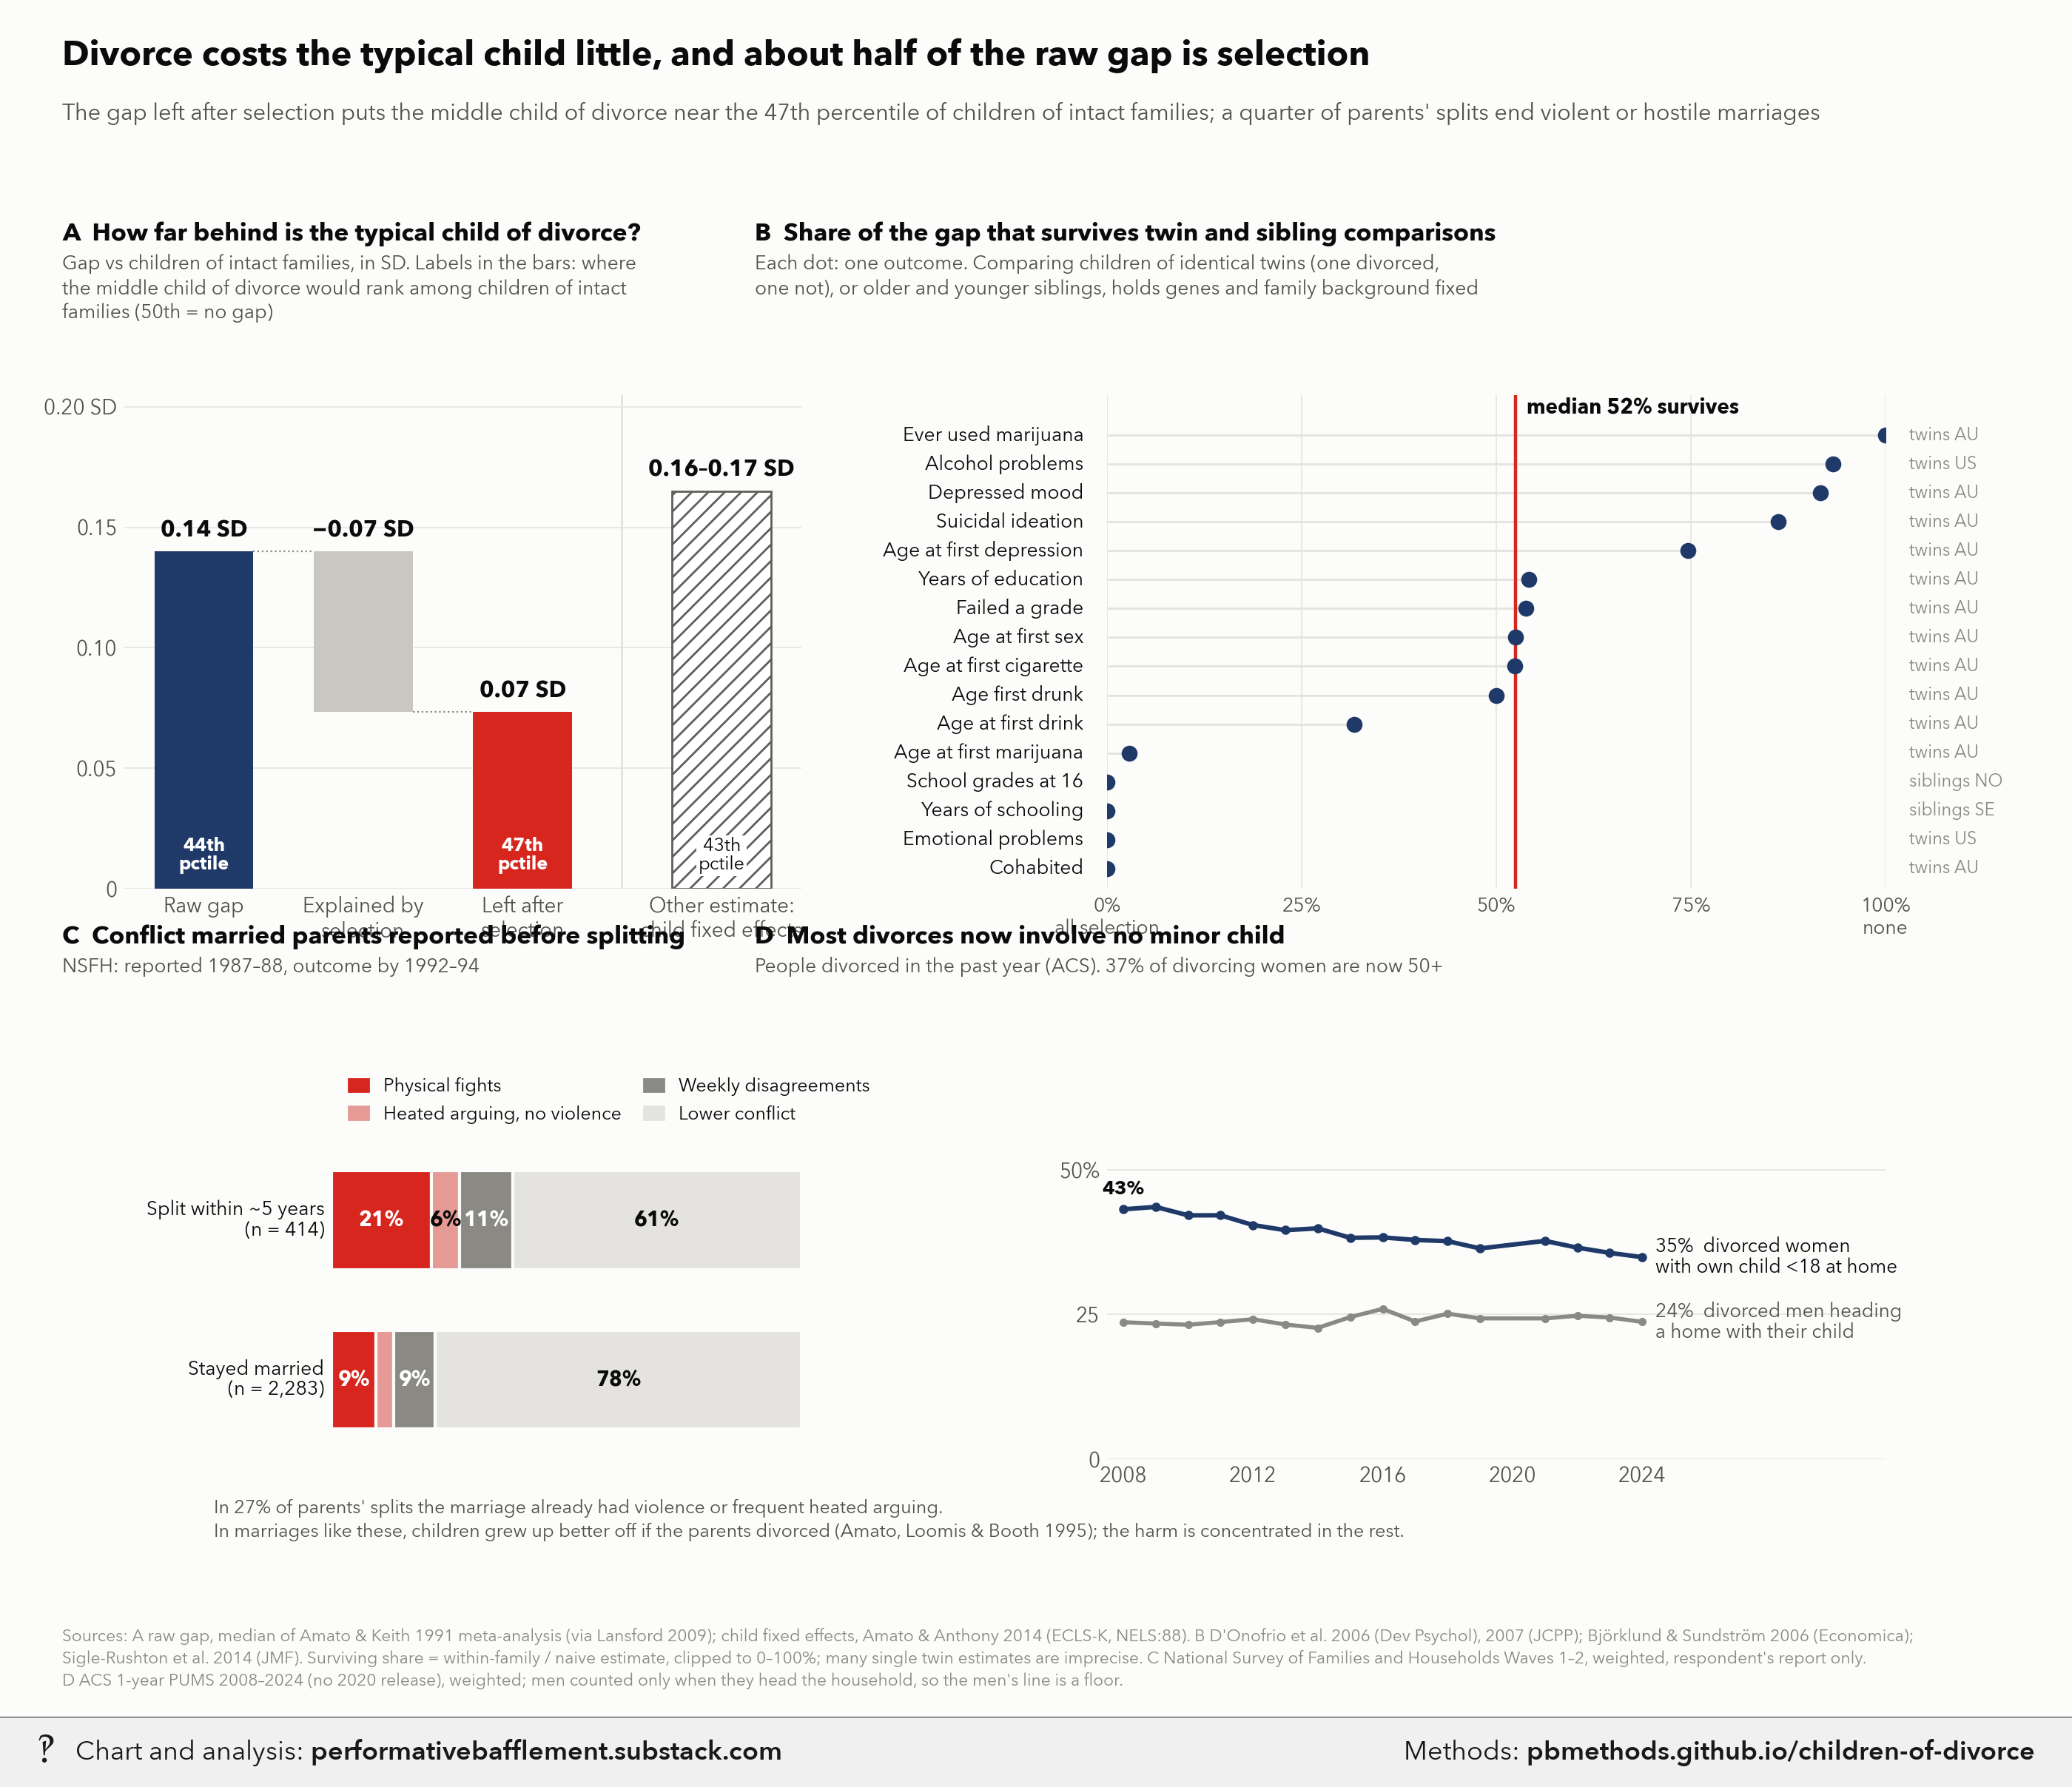 Divorce costs the typical child little, and about half of the raw gap is selection
The gap left after selection puts the middle child of divorce near the 47th percentile of children of intact families; a quarter of parents' splits end violent or hostile marriages
A How far behind is the typical child of divorce?
Gap vs children of intact families, in SD. Labels in the bars: where
the middle child of divorce would rank among children of intact
families (50th = no gap)
0.20 SD
0.15
0.10
0.05
0
0.14 SD
−0.07 SD
0.07 SD
0.16–0.17 SD
44th
pctile
47th
pctile
43th
pctile
Raw gap
Explained by
selection
Left after
selection
Other estimate:
child fixed effects
B Share of the gap that survives twin and sibling comparisons
Each dot: one outcome. Comparing children of identical twins (one divorced,
one not), or older and younger siblings, holds genes and family background fixed
median 52% survives
Ever used marijuana twins AU
Alcohol problems twins US
Depressed mood twins AU
Suicidal ideation twins AU
Age at first depression twins AU
Years of education twins AU
Failed a grade twins AU
Age at first sex twins AU
Age at first cigarette twins AU
Age first drunk twins AU
Age at first drink twins AU
Age at first marijuana twins AU
School grades at 16 siblings NO
Years of schooling siblings SE
Emotional problems twins US
Cohabited twins AU
0% 25% 50% 75% 100%
all selection none
C Conflict married parents reported before splitting
NSFH: reported 1987–88, outcome by 1992–94
Physical fights
Heated arguing, no violence
Weekly disagreements
Lower conflict
Split within ~5 years
(n = 414)
21% 6% 11% 61%
Stayed married
(n = 2,283)
9% 9% 78%
In 27% of parents' splits the marriage already had violence or frequent heated arguing.
In marriages like these, children grew up better off if the parents divorced (Amato, Loomis & Booth 1995); the harm is concentrated in the rest.
D Most divorces now involve no minor child
People divorced in the past year (ACS). 37% of divorcing women are now 50+
50%
43%
25
0
35% divorced women
with own child <18 at home
24% divorced men heading
a home with their child
2008 2012 2016 2020 2024
Sources: A raw gap, median of Amato & Keith 1991 meta-analysis (via Lansford 2009); child fixed effects, Amato & Anthony 2014 (ECLS-K, NELS:88). B D'Onofrio et al. 2006 (Dev Psychol), 2007 (JCPP); Björklund & Sundström 2006 (Economica);
Sigle-Rushton et al. 2014 (JMF). Surviving share = within-family / naive estimate, clipped to 0–100%; many single twin estimates are imprecise. C National Survey of Families and Households Waves 1–2, weighted, respondent's report only.
D ACS 1-year PUMS 2008–2024 (no 2020 release), weighted; men counted only when they head the household, so the men's line is a floor.
‽ Chart and analysis: performativebafflement.substack.com
Methods: pbmethods.github.io/children-of-divorce